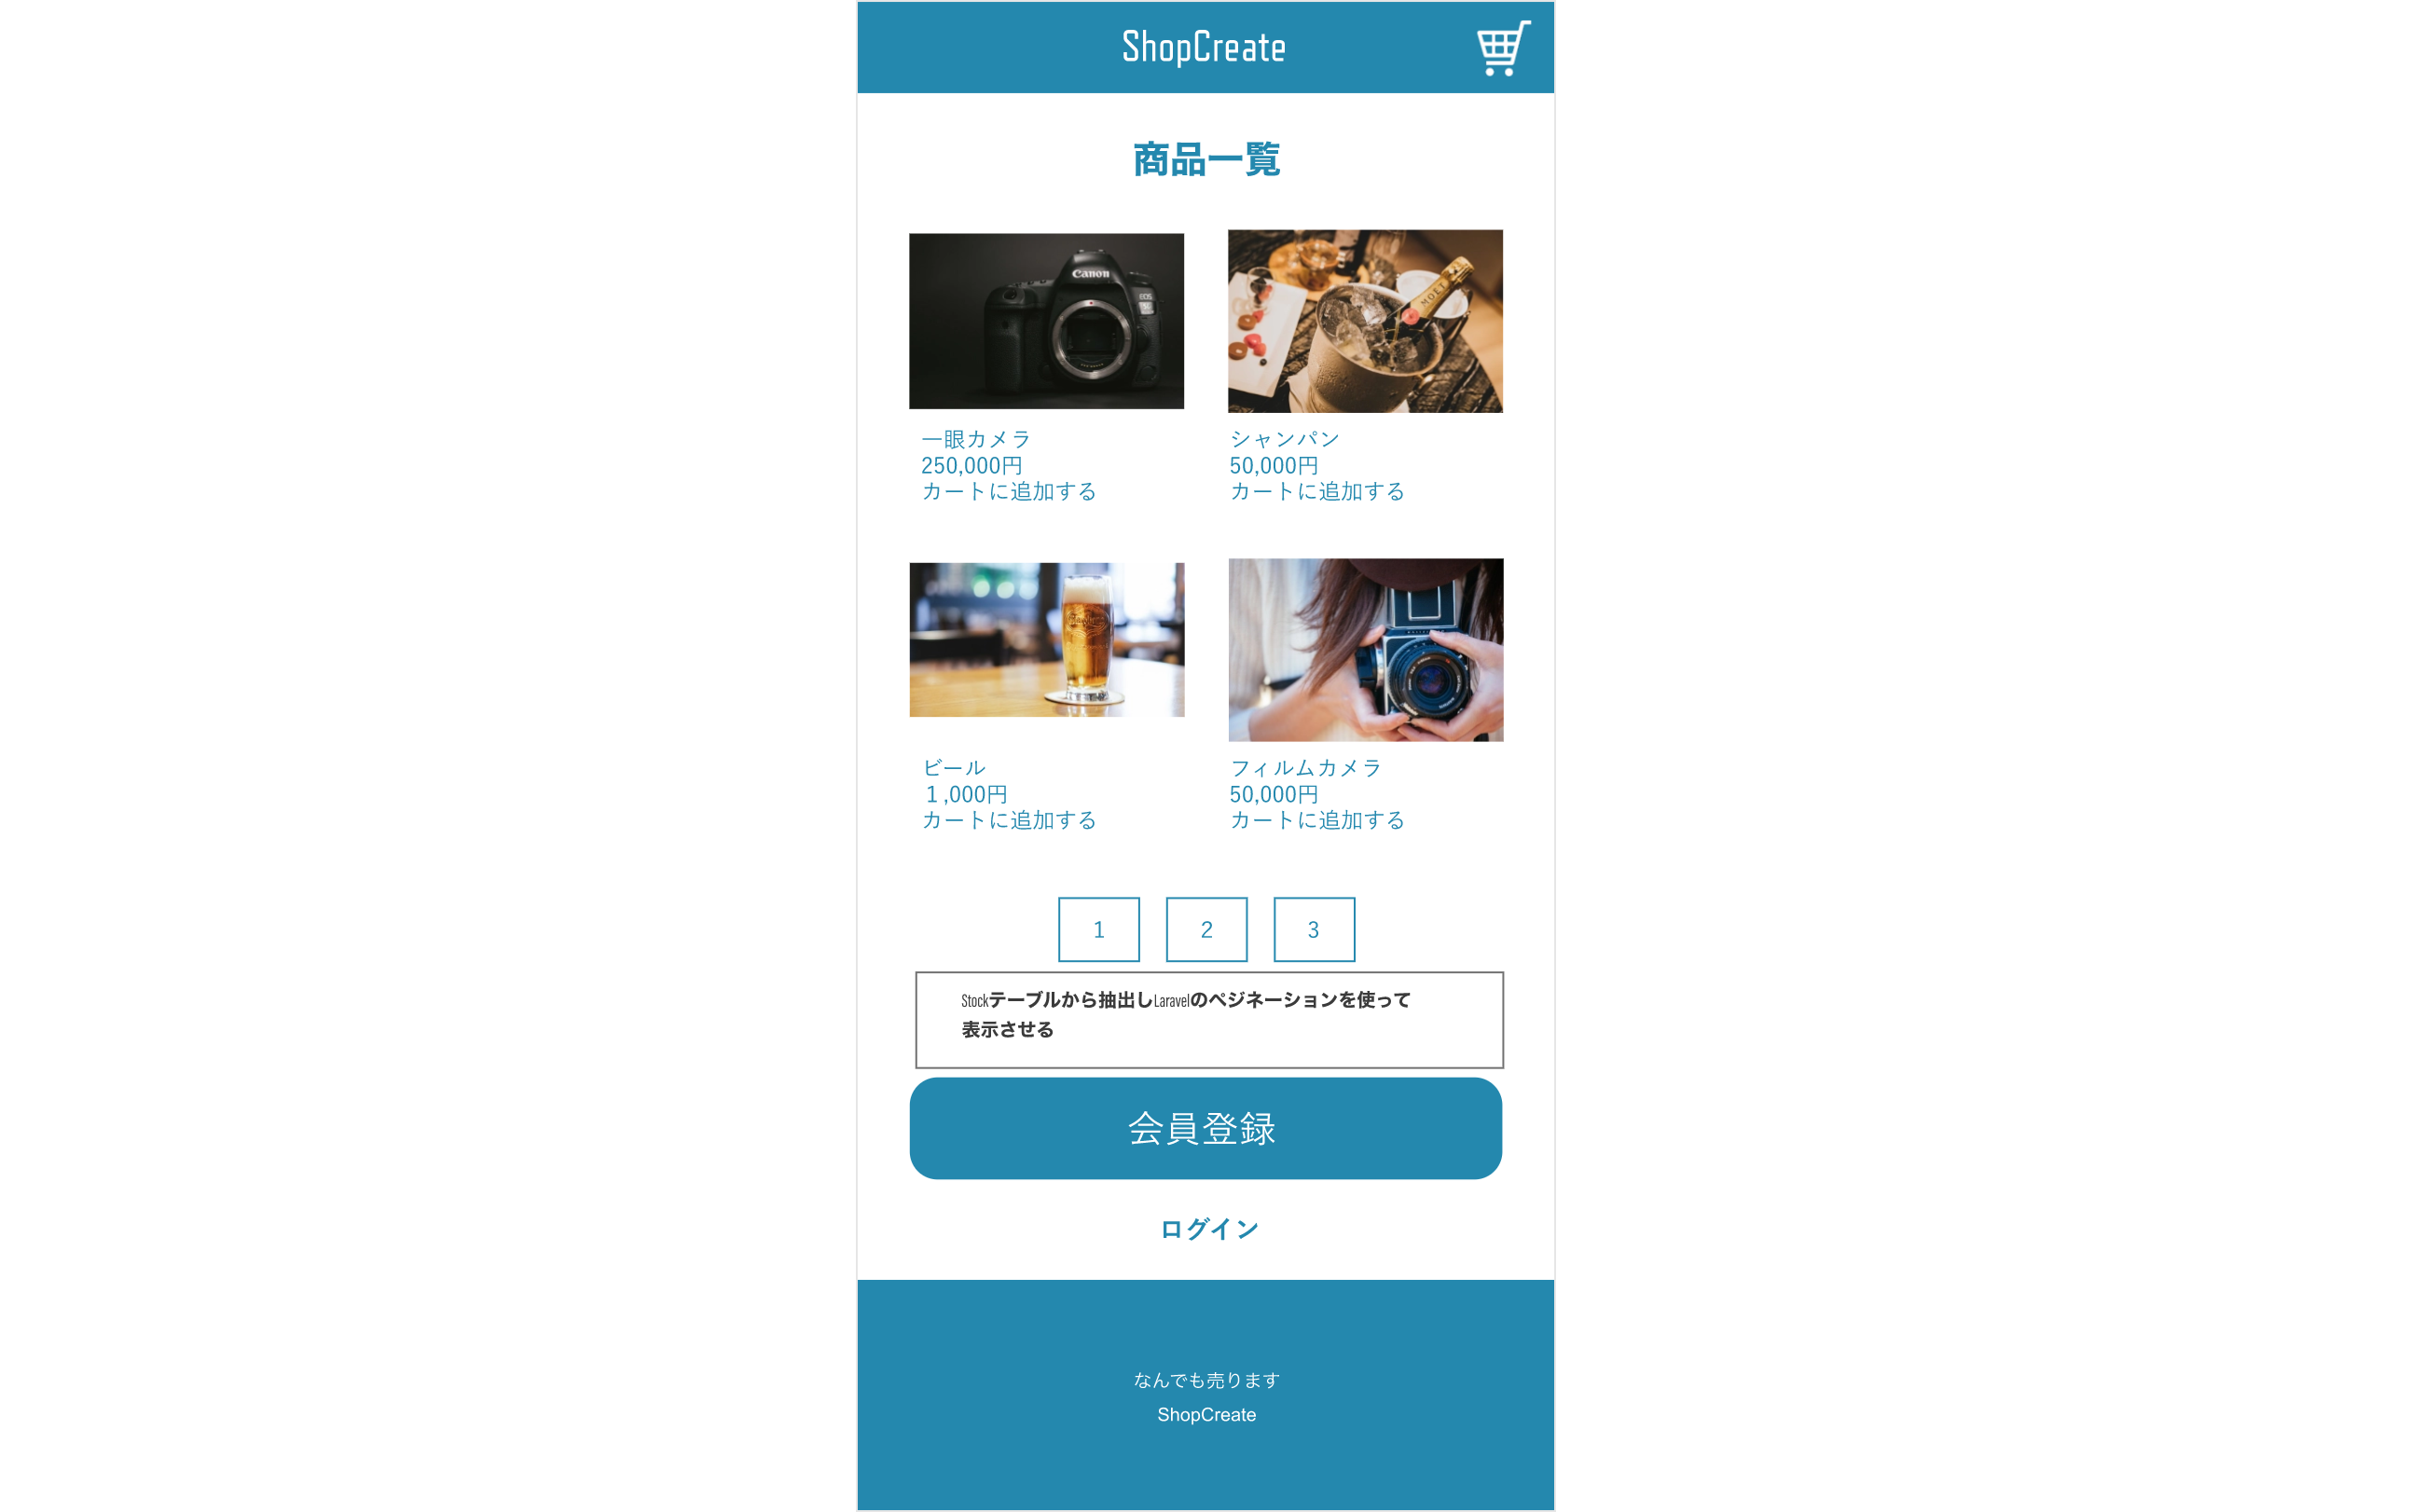 ShopCreate
商品一覧
Canon
EOS
MOËT
一眼カメラ
250,000円
カートに追加する
シャンパン
50,000円
カートに追加する
ビール
１,000円
カートに追加する
フィルムカメラ
50,000円
カートに追加する
1
2
3
Stockテーブルから抽出しLaravelのペジネーションを使って
表示させる
会員登録
ログイン
なんでも売ります
ShopCreate